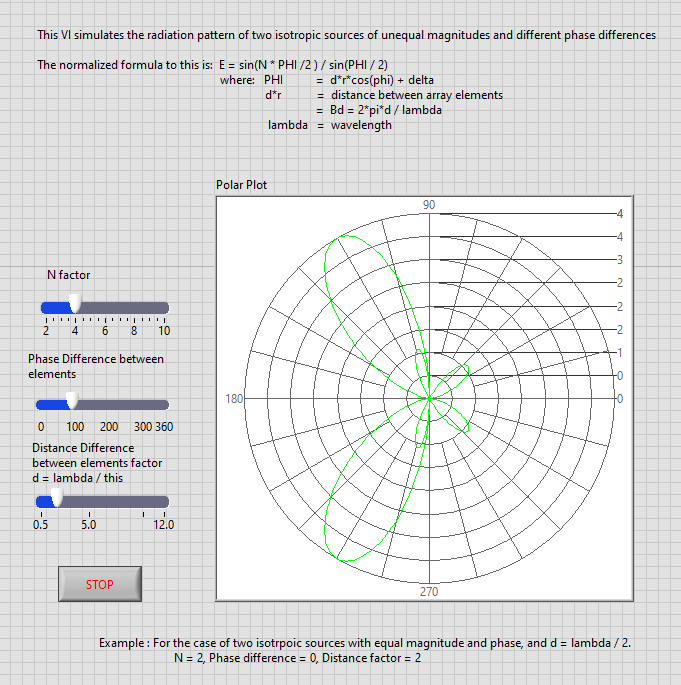 This VI simulates the radiation pattern of two isotropic sources of unequal magnitudes and different phase differences
The normalized formula to this is: E = sin(N * PHI /2 ) / sin(PHI / 2)
where: PHI = d*r*cos(phi) + delta
d*r = distance between array elements
= Bd = 2*pi*d / lambda
lambda = wavelength
Polar Plot
90
4
4
3
2
2
2
1
0
0
180
270
N factor
2 4 6 8 10
Phase Difference between
elements
0 100 200 300 360
Distance Difference
between elements factor
d = lambda / this
0.5 5.0 12.0
STOP
Example : For the case of two isotrpoic sources with equal magnitude and phase, and d = lambda / 2.
N = 2, Phase difference = 0, Distance factor = 2